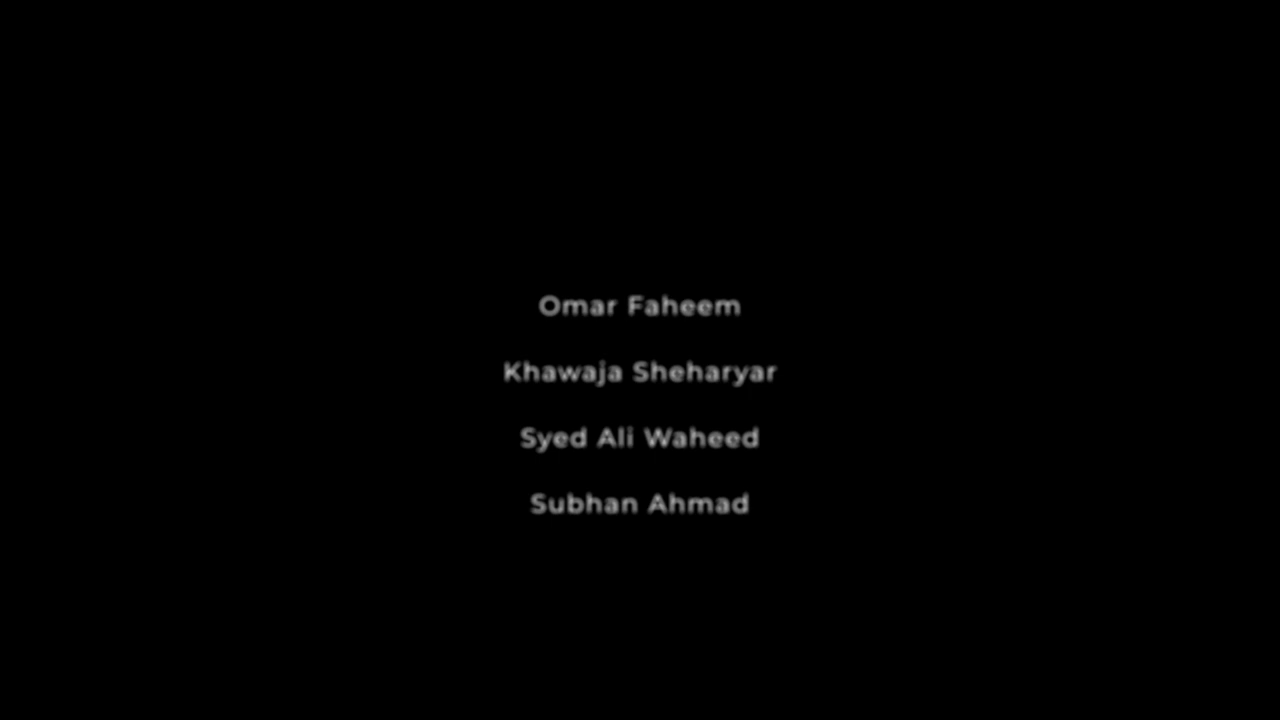 Omar Faheem
Khawaja Sheharyar
Syed Ali Waheed
Subhan Ahmad